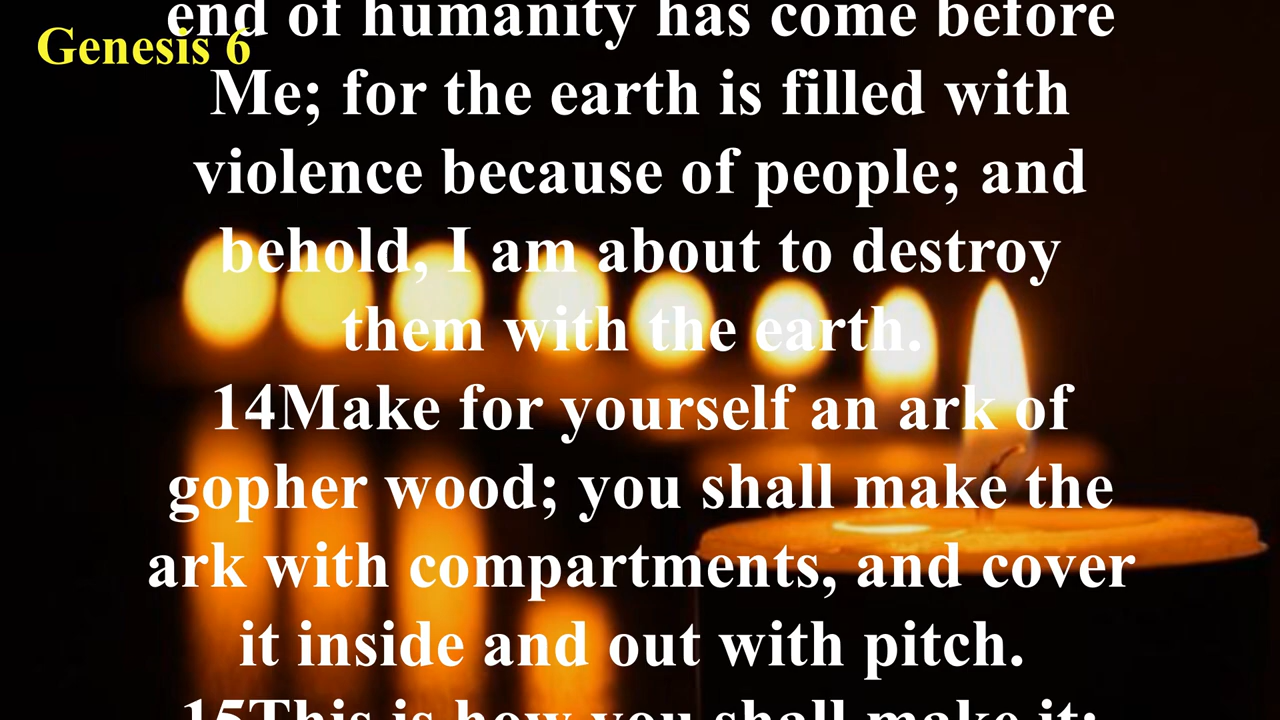 Genesis 6
end of humanity has come before
Me; for the earth is filled with
violence because of people; and
behold, I am about to destroy
them with the earth.
14Make for yourself an ark of
gopher wood; you shall make the
ark with compartments, and cover
it inside and out with pitch.
15This is how you shall make it: